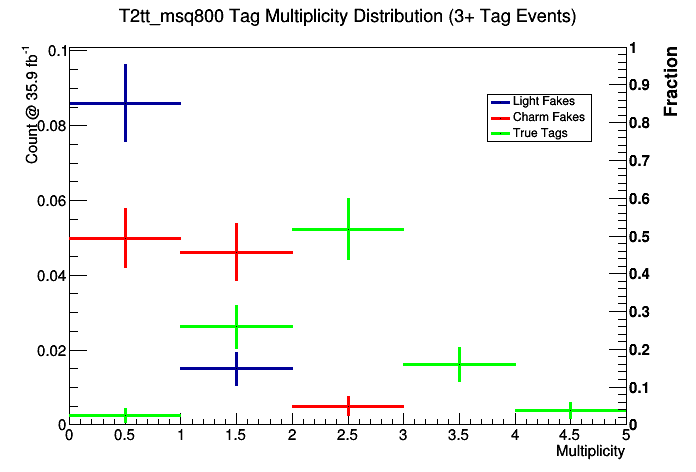 T2tt_msq800 Tag Multiplicity Distribution (3+ Tag Events)
Count @ 35.9 fb⁻¹
0.1
0.08
0.06
0.04
0.02
0
Light Fakes
Charm Fakes
True Tags
Fraction
1
0.9
0.8
0.7
0.6
0.5
0.4
0.3
0.2
0.1
0
0 0.5 1 1.5 2 2.5 3 3.5 4 4.5 5
Multiplicity